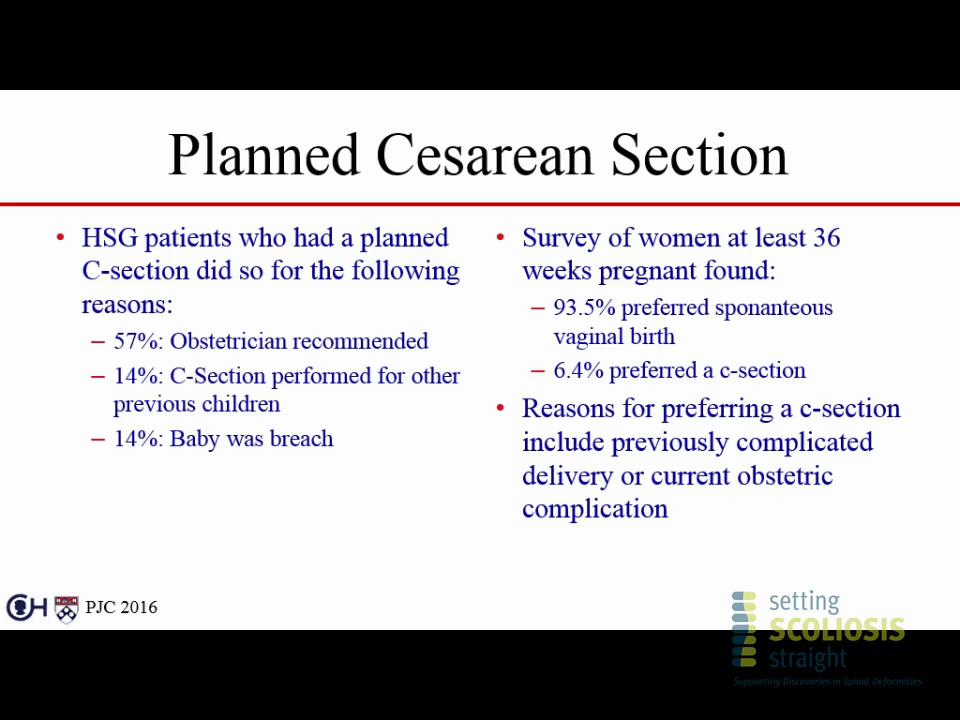 Planned Cesarean Section
• HSG patients who had a planned
C-section did so for the following
reasons:
– 57%: Obstetrician recommended
– 14%: C-Section performed for other
previous children
– 14%: Baby was breach
• Survey of women at least 36
weeks pregnant found:
– 93.5% preferred sponanteous
vaginal birth
– 6.4% preferred a c-section
• Reasons for preferring a c-section
include previously complicated
delivery or current obstetric
complication
CH PJC 2016
setting
SCOLIOSIS
straight
Supporting Discoveries in Spinal Deformities